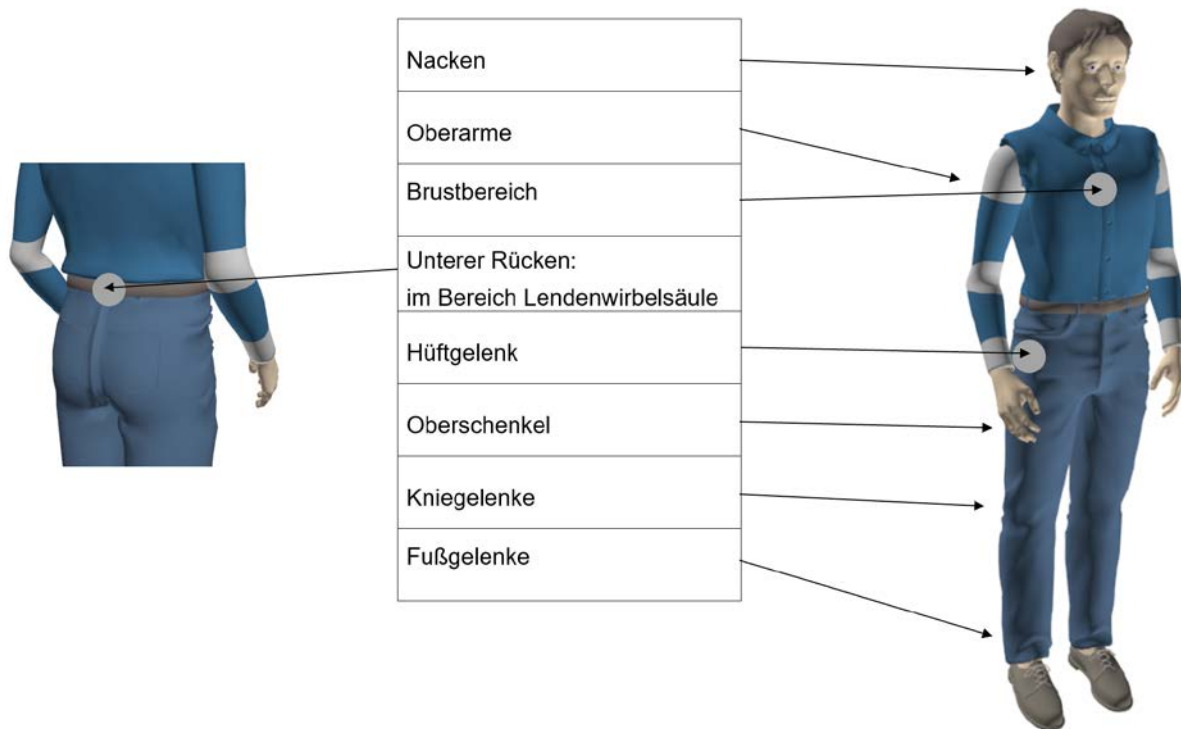 Nacken
Oberarme
Brustbereich
Unterer Rücken:
im Bereich Lendenwirbelsäule
Hüftgelenk
Oberschenkel
Kniegelenke
Fußgelenke